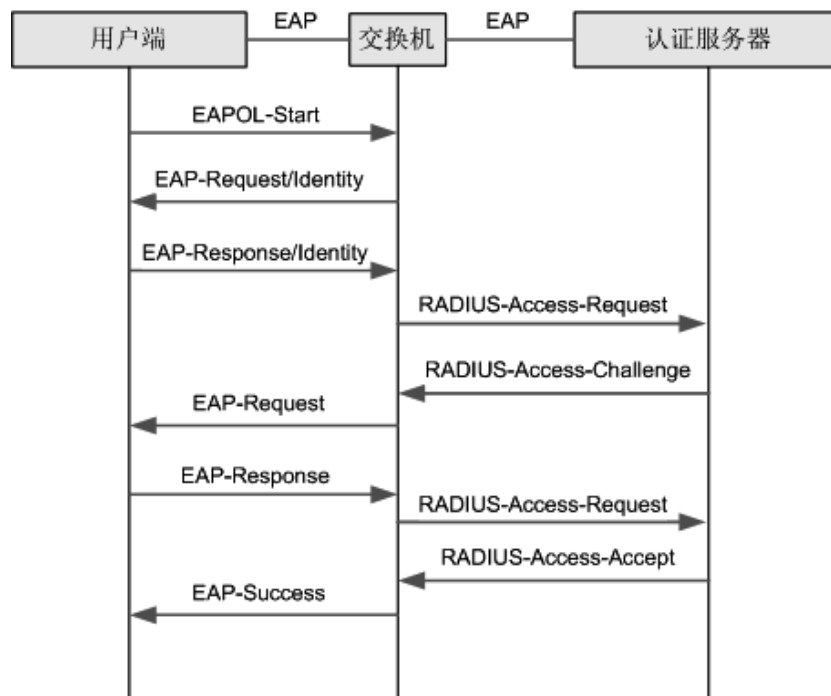 用户端
EAP
交换机
EAP
认证服务器
EAPOL-Start
EAP-Request/Identity
EAP-Response/Identity
RADIUS-Access-Request
RADIUS-Access-Challenge
EAP-Request
EAP-Response
RADIUS-Access-Request
RADIUS-Access-Accept
EAP-Success